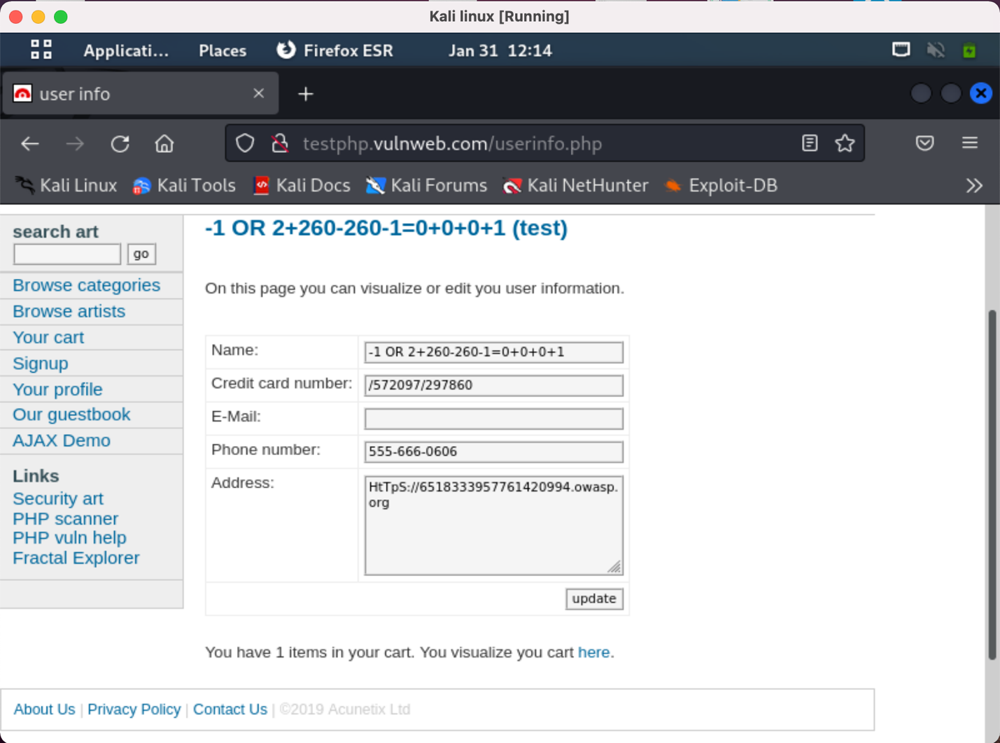 Kali linux [Running]
Applicati... Places Firefox ESR Jan 31 12:14
user info
testphp.vulnweb.com/userinfo.php
Kali Linux Kali Tools Kali Docs Kali Forums Kali NetHunter Exploit-DB
search art
go
Browse categories
Browse artists
Your cart
Signup
Your profile
Our guestbook
AJAX Demo
Links
Security art
PHP scanner
PHP vuln help
Fractal Explorer
-1 OR 2+260-260-1=0+0+0+1 (test)
On this page you can visualize or edit you user information.
Name: -1 OR 2+260-260-1=0+0+0+1
Credit card number: /572097/297860
E-Mail:
Phone number: 555-666-0606
Address: HtTpS://6518333957761420994.owasp.
org
update
You have 1 items in your cart. You visualize you cart here.
About Us | Privacy Policy | Contact Us | ©2019 Acunetix Ltd